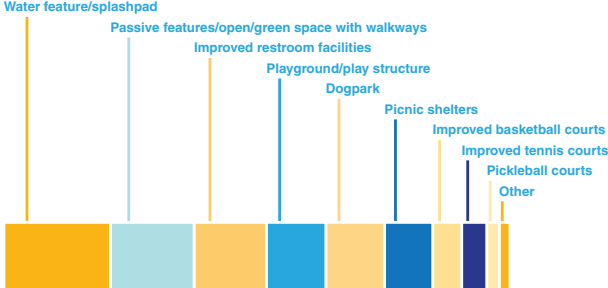 Water feature/splashpad
Passive features/open/green space with walkways
Improved restroom facilities
Playground/play structure
Dogpark
Picnic shelters
Improved basketball courts
Improved tennis courts
Pickleball courts
Other